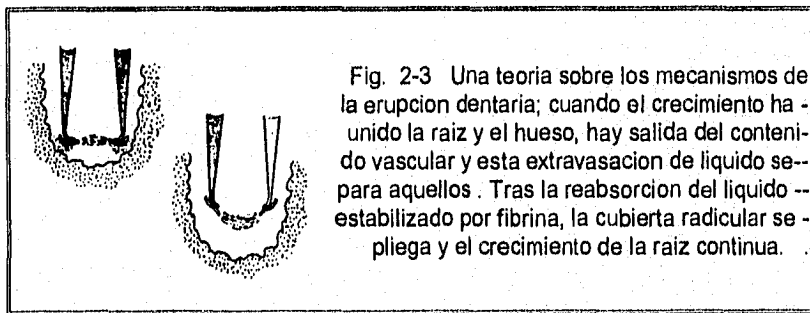 Fig. 2-3 Una teoria sobre los mecanismos de
la erupcion dentaria; cuando el crecimiento ha -
unido la raiz y el hueso, hay salida del conteni-
do vascular y esta extravasacion de liquido se--
para aquellos . Tras la reabsorcion del liquido --
estabilizado por fibrina, la cubierta radicular se -
pliega y el crecimiento de la raiz continua. .